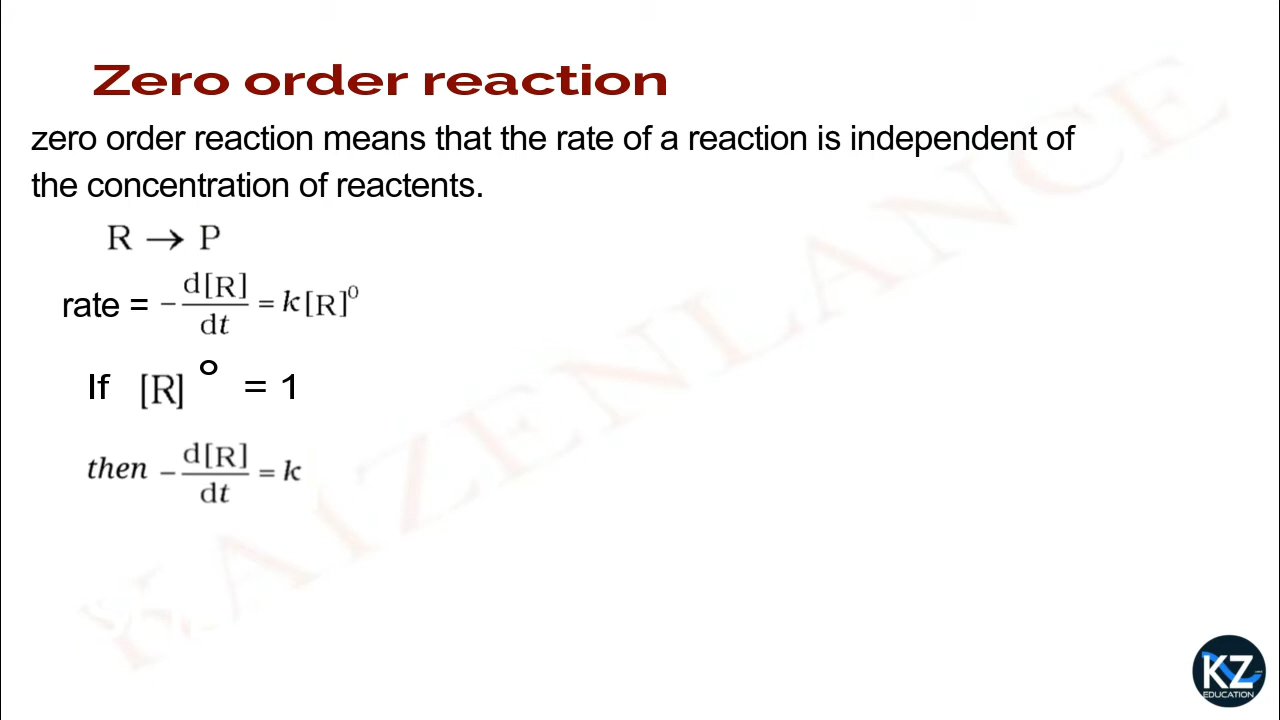 Zero order reaction
zero order reaction means that the rate of a reaction is independent of
the concentration of reactents.
R → P
rate = - d[R]/dt = k[R]⁰
If [R]° = 1
then - d[R]/dt = k
KAIZENLANCE
KZ
EDUCATION